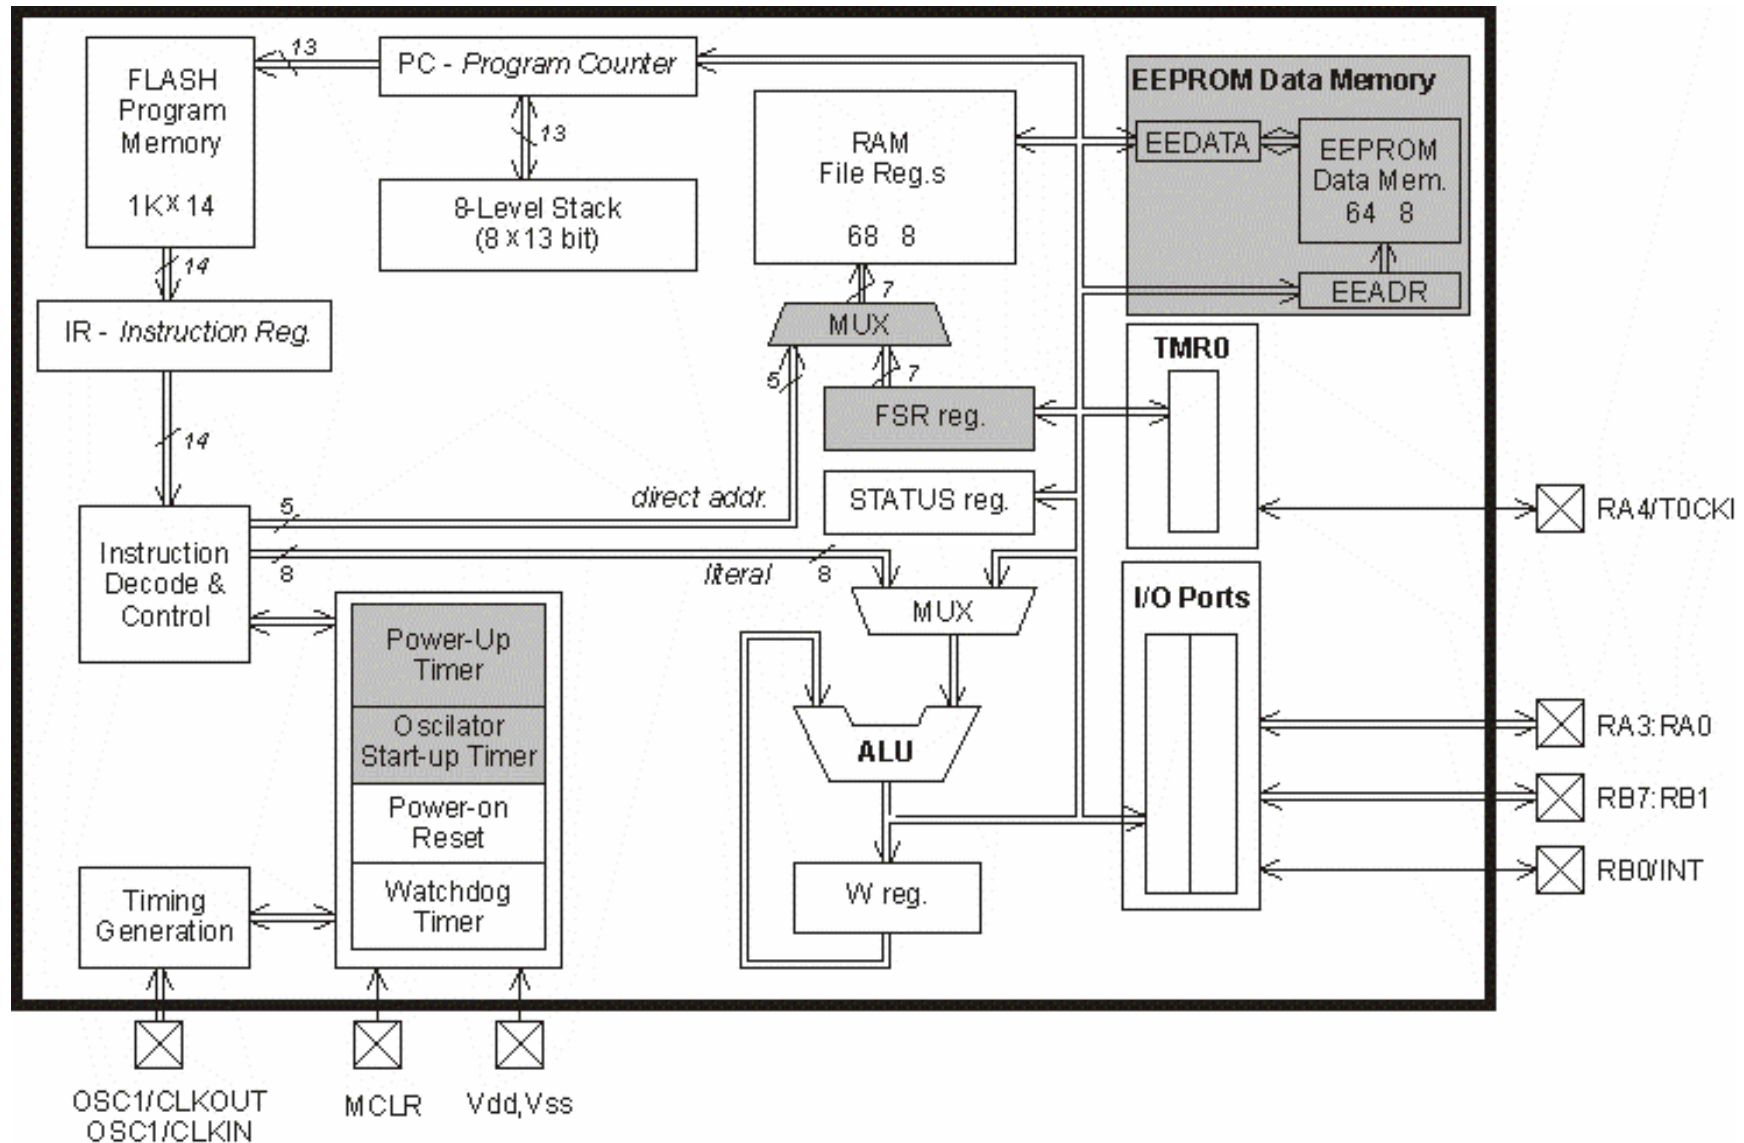 FLASH
Program
Memory
1K x 14
13
PC - Program Counter
13
8-Level Stack
(8 x 13 bit)
RAM
File Reg.s
68 8
EEPROM Data Memory
EEDATA
EEPROM
Data Mem.
64 8
EEADR
14
IR - Instruction Reg.
14
7
MUX
5
7
FSR reg.
STATUS reg.
TMR0
RA4/T0CKI
Instruction
Decode &
Control
5
direct addr.
8
literal
8
MUX
I/O Ports
ALU
W reg.
RA3:RA0
RB7:RB1
RB0/INT
Power-Up
Timer
Oscilator
Start-up Timer
Power-on
Reset
Watchdog
Timer
Timing
Generation
OSC1/CLKOUT
OSC1/CLKIN
MCLR
Vdd,Vss